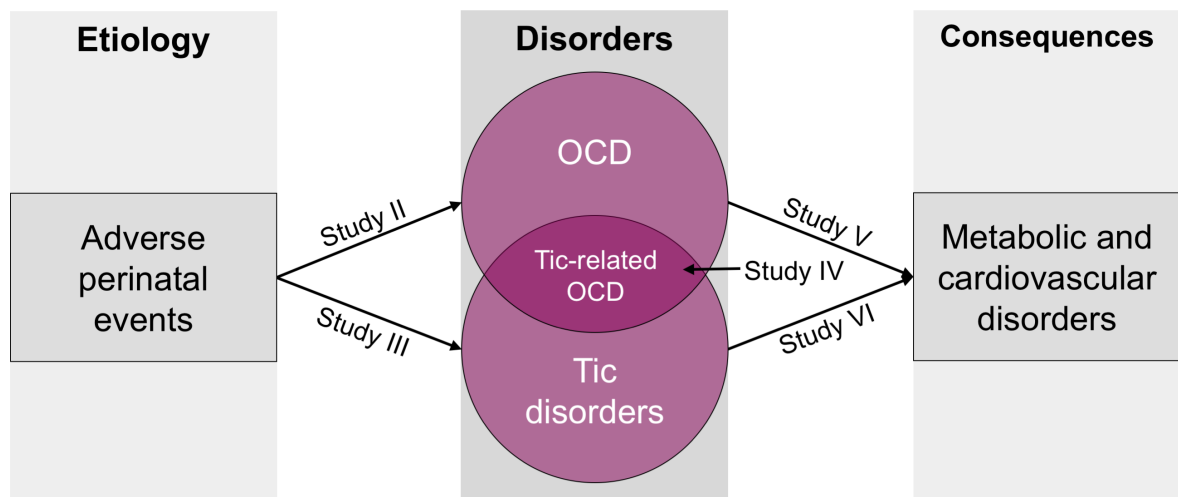 Etiology
Disorders
Consequences
Adverse
perinatal
events
Study II
Study III
OCD
Tic-related
OCD
Study IV
Tic
disorders
Study V
Study VI
Metabolic and
cardiovascular
disorders